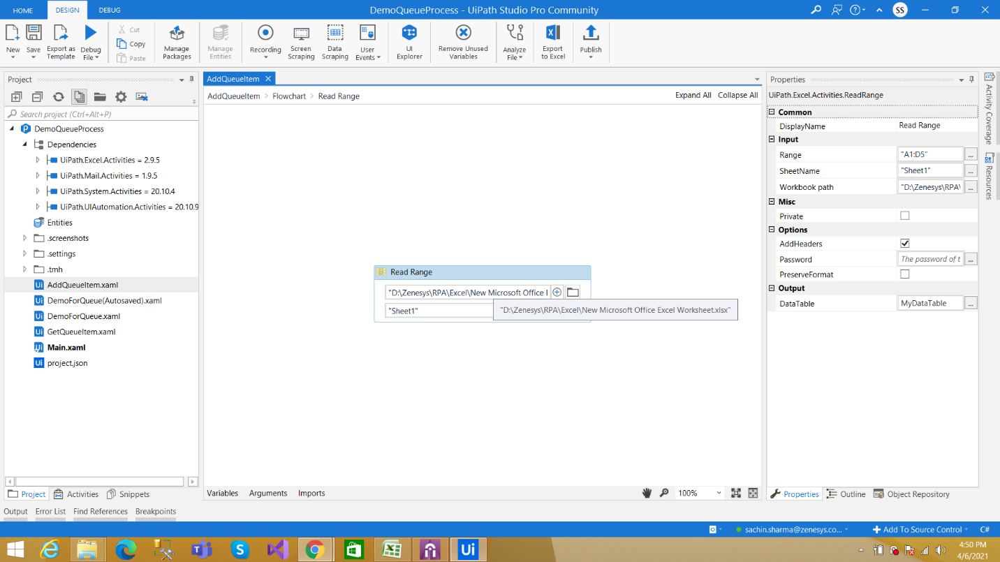 HOME
DESIGN
DEBUG
DemoQueueProcess - UiPath Studio Pro Community
SS
New
Save
Export as Template
Debug File
Cut
Copy
Paste
Manage Packages
Manage Entities
Recording
Screen Scraping
Data Scraping
User Events
UI Explorer
Remove Unused Variables
Analyze File
Export to Excel
Publish
Project
Search project (Ctrl+Alt+P)
DemoQueueProcess
Dependencies
UiPath.Excel.Activities = 2.9.5
UiPath.Mail.Activities = 1.9.5
UiPath.System.Activities = 20.10.4
UiPath.UIAutomation.Activities = 20.10.9
Entities
.screenshots
.settings
.tmh
AddQueueItem.xaml
DemoForQueue(Autosaved).xaml
DemoForQueue.xaml
GetQueueItem.xaml
Main.xaml
project.json
Project
Activities
Snippets
AddQueueItem
AddQueueItem > Flowchart > Read Range
Expand All
Collapse All
Read Range
"D:\Zenesys\RPA\Excel\New Microsoft Office E
"Sheet1"
"D:\Zenesys\RPA\Excel\New Microsoft Office Excel Worksheet.xlsx"
Variables
Arguments
Imports
100%
Properties
UiPath.Excel.Activities.ReadRange
Common
DisplayName
Read Range
Input
Range
"A1:D5"
...
SheetName
"Sheet1"
...
Workbook path
"D:\Zenesys\RPA\
...
Misc
Private
Options
AddHeaders
Password
The password of t
...
PreserveFormat
Output
DataTable
MyDataTable
...
Properties
Outline
Object Repository
Activity Coverage
Resources
Output
Error List
Find References
Breakpoints
sachin.sharma@zenesys.co...
Add To Source Control
C#
Ui
4:50 PM
4/6/2021